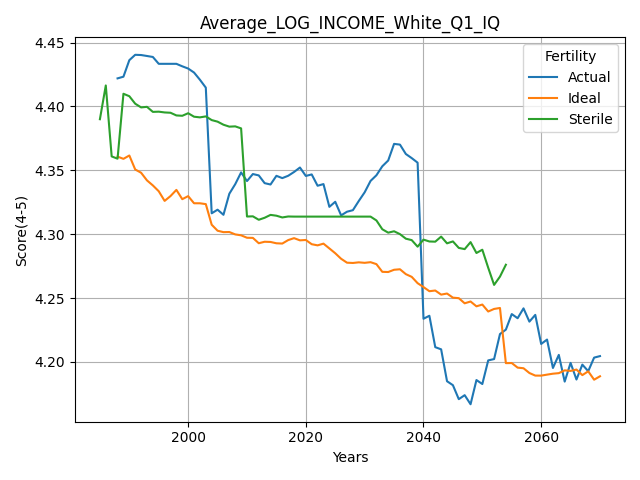 Average_LOG_INCOME_White_Q1_IQ
Fertility
Actual
Ideal
Sterile
Score(4-5)
4.45
4.40
4.35
4.30
4.25
4.20
2000 2020 2040 2060
Years